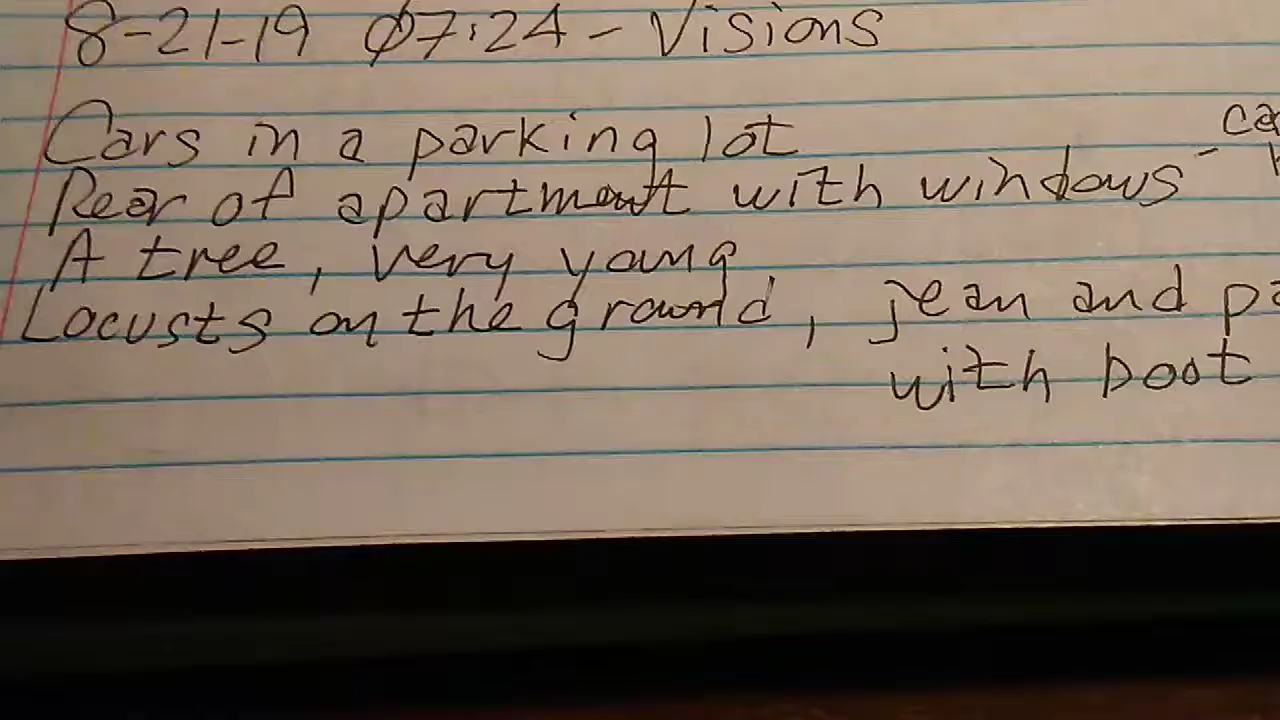 8-21-19 07:24 - Visions
Cars in a parking lot
Rear of apartment with windows -
A tree, very young
Locusts on the ground, jean and
with boot